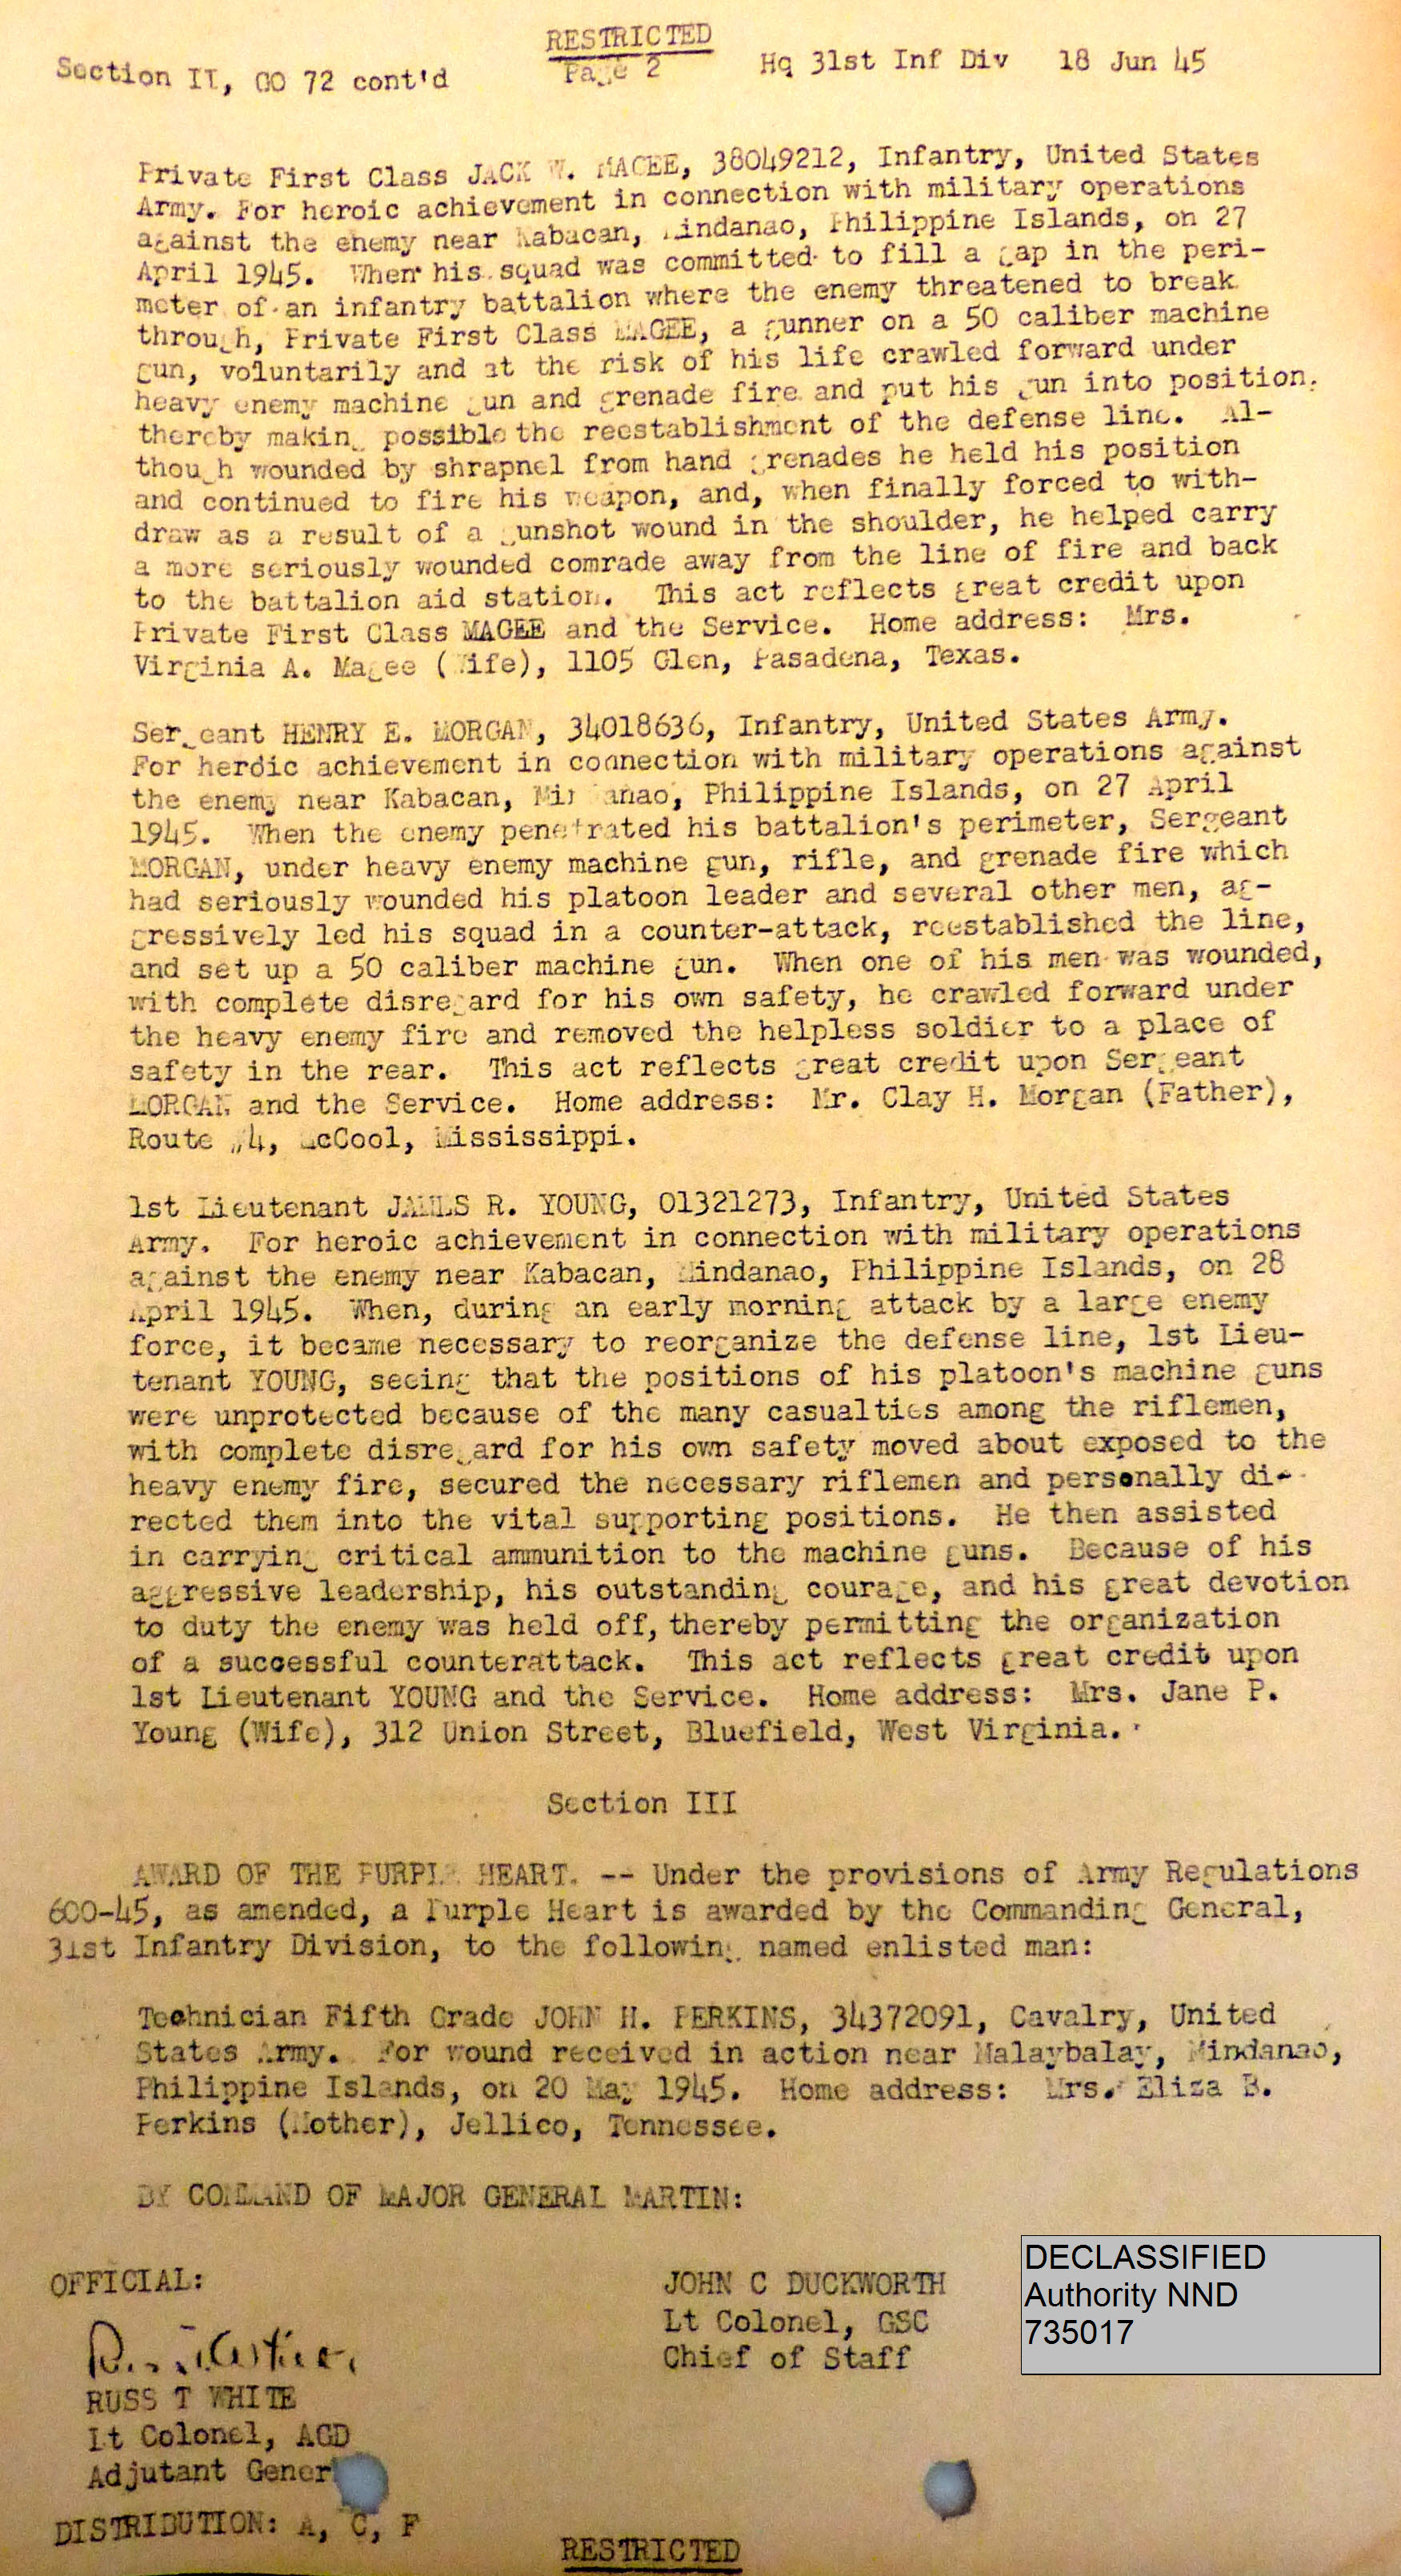 RESTRICTED
Section II, GO 72 cont'd Page 2 Hq 31st Inf Div 18 Jun 45
Private First Class JACK W. MAGEE, 38049212, Infantry, United States
Army. For heroic achievement in connection with military operations
against the enemy near Kabacan, Mindanao, Philippine Islands, on 27
April 1945. When his squad was committed to fill a gap in the peri-
meter of an infantry battalion where the enemy threatened to break
through, Private First Class MAGEE, a gunner on a 50 caliber machine
gun, voluntarily and at the risk of his life crawled forward under
heavy enemy machine gun and grenade fire and put his gun into position,
thereby making possible the reestablishment of the defense line. Al-
though wounded by shrapnel from hand grenades he held his position
and continued to fire his weapon, and, when finally forced to with-
draw as a result of a gunshot wound in the shoulder, he helped carry
a more seriously wounded comrade away from the line of fire and back
to the battalion aid station. This act reflects great credit upon
Private First Class MAGEE and the Service. Home address: Mrs.
Virginia A. Magee (Wife), 1105 Glen, Pasadena, Texas.
Sergeant HENRY E. MORGAN, 34018636, Infantry, United States Army.
For heroic achievement in connection with military operations against
the enemy near Kabacan, Mindanao, Philippine Islands, on 27 April
1945. When the enemy penetrated his battalion's perimeter, Sergeant
MORGAN, under heavy enemy machine gun, rifle, and grenade fire which
had seriously wounded his platoon leader and several other men, ag-
gressively led his squad in a counter-attack, reestablished the line,
and set up a 50 caliber machine gun. When one of his men was wounded,
with complete disregard for his own safety, he crawled forward under
the heavy enemy fire and removed the helpless soldier to a place of
safety in the rear. This act reflects great credit upon Sergeant
MORGAN and the Service. Home address: Mr. Clay H. Morgan (Father),
Route #4, McCool, Mississippi.
1st Lieutenant JAMES R. YOUNG, 01321273, Infantry, United States
Army. For heroic achievement in connection with military operations
against the enemy near Kabacan, Mindanao, Philippine Islands, on 28
April 1945. When, during an early morning attack by a large enemy
force, it became necessary to reorganize the defense line, 1st Lieu-
tenant YOUNG, seeing that the positions of his platoon's machine guns
were unprotected because of the many casualties among the riflemen,
with complete disregard for his own safety moved about exposed to the
heavy enemy fire, secured the necessary riflemen and personally di-
rected them into the vital supporting positions. He then assisted
in carrying critical ammunition to the machine guns. Because of his
aggressive leadership, his outstanding courage, and his great devotion
to duty the enemy was held off, thereby permitting the organization
of a successful counterattack. This act reflects great credit upon
1st Lieutenant YOUNG and the Service. Home address: Mrs. Jane P.
Young (Wife), 312 Union Street, Bluefield, West Virginia.
Section III
AWARD OF THE PURPLE HEART. -- Under the provisions of Army Regulations
600-45, as amended, a Purple Heart is awarded by the Commanding General,
31st Infantry Division, to the following named enlisted man:
Technician Fifth Grade JOHN H. PERKINS, 34372091, Cavalry, United
States Army. For wound received in action near Malaybalay, Mindanao,
Philippine Islands, on 20 May 1945. Home address: Mrs. Eliza B.
Perkins (Mother), Jellico, Tennessee.
BY COMMAND OF MAJOR GENERAL MARTIN:
OFFICIAL:
JOHN C DUCKWORTH
Lt Colonel, GSC
Chief of Staff
DECLASSIFIED
Authority NND
735017
RUSS T WHITE
Lt Colonel, AGD
Adjutant Gener
DISTRIBUTION: A, C, F
RESTRICTED